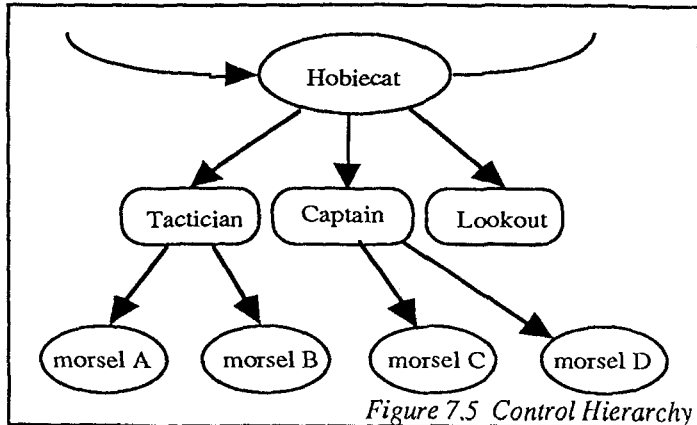 Hobiecat
Tactician
Captain
Lookout
morsel A
morsel B
morsel C
morsel D
Figure 7.5 Control Hierarchy